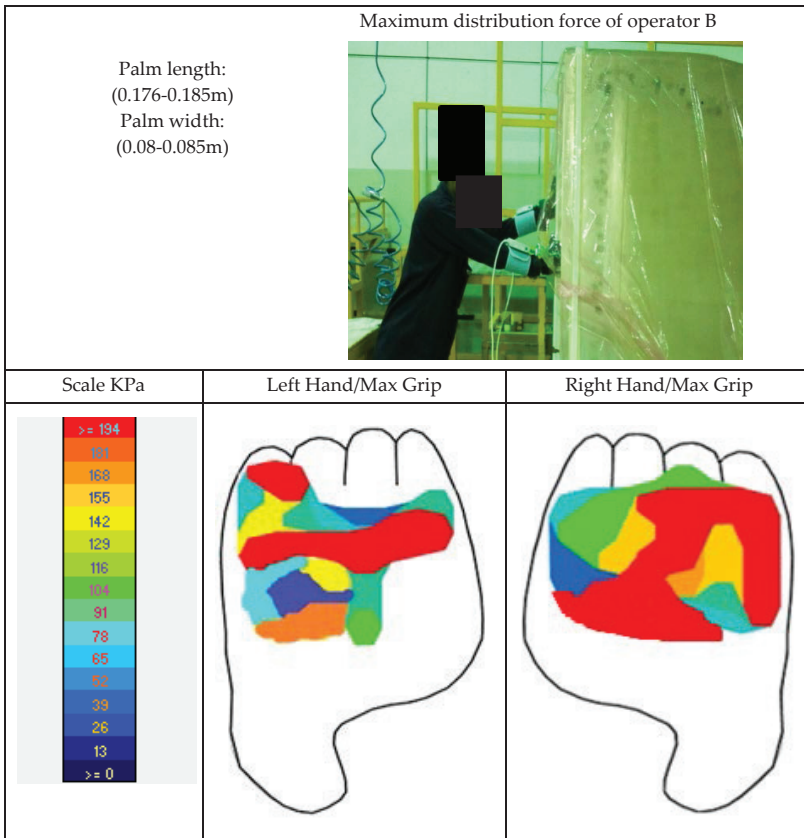 Maximum distribution force of operator B
Palm length:
(0.176-0.185m)
Palm width:
(0.08-0.085m)
Scale KPa
Left Hand/Max Grip
Right Hand/Max Grip
>= 194
181
168
155
142
129
116
104
91
78
65
52
39
26
13
>= 0